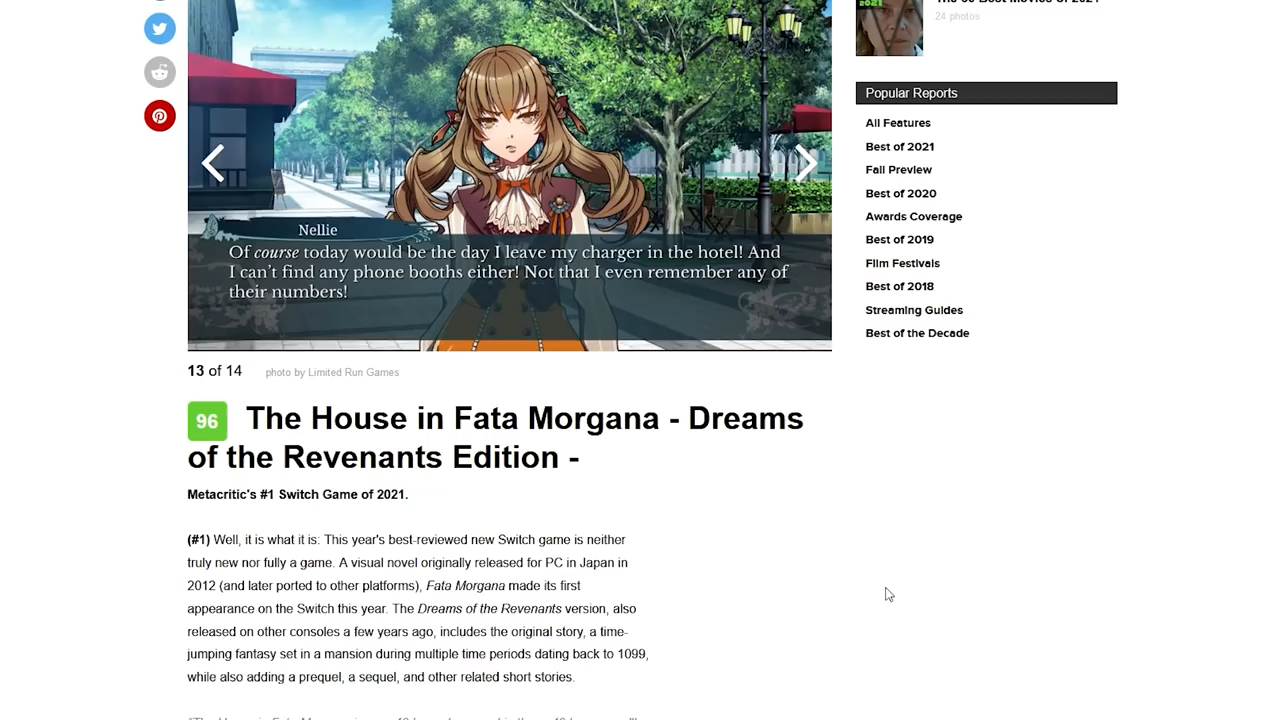 24 photos
Popular Reports
All Features
Best of 2021
Fall Preview
Best of 2020
Awards Coverage
Best of 2019
Film Festivals
Best of 2018
Streaming Guides
Best of the Decade
Nellie
Of course today would be the day I leave my charger in the hotel! And
I can't find any phone booths either! Not that I even remember any of
their numbers!
13 of 14
photo by Limited Run Games
96 The House in Fata Morgana - Dreams
of the Revenants Edition -
Metacritic's #1 Switch Game of 2021.
(#1) Well, it is what it is: This year's best-reviewed new Switch game is neither
truly new nor fully a game. A visual novel originally released for PC in Japan in
2012 (and later ported to other platforms), Fata Morgana made its first
appearance on the Switch this year. The Dreams of the Revenants version, also
released on other consoles a few years ago, includes the original story, a time-
jumping fantasy set in a mansion during multiple time periods dating back to 1099,
while also adding a prequel, a sequel, and other related short stories.